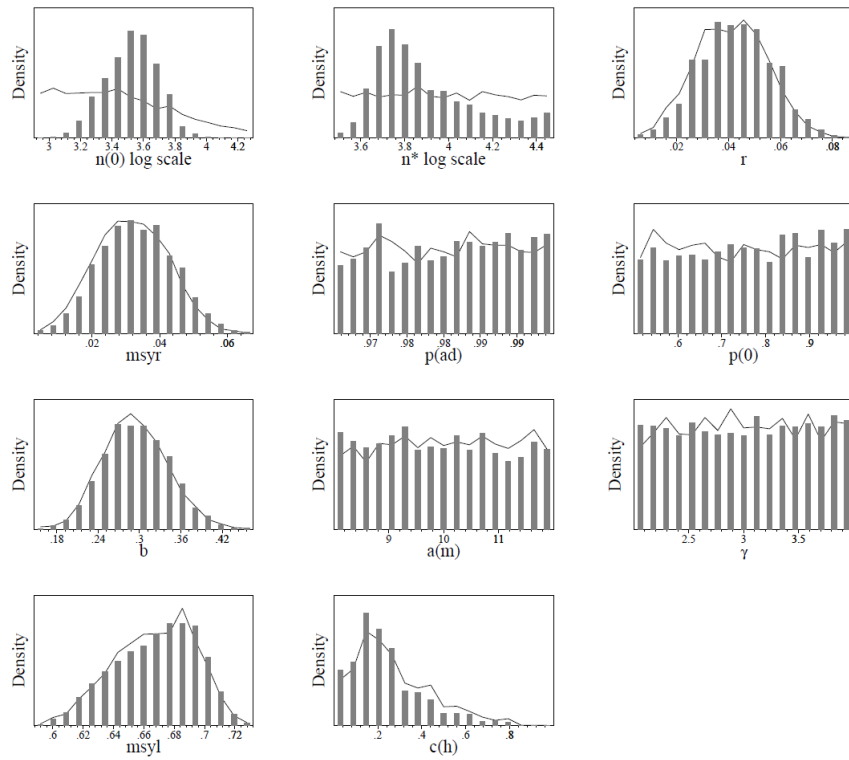 Density
3 3.2 3.4 3.6 3.8 4 4.2
n(0) log scale
Density
3.6 3.8 4 4.2 4.4
n* log scale
Density
.02 .04 .06 .08
r
Density
.02 .04 .06
msyr
Density
.97 .98 .98 .99 .99
p(ad)
Density
.6 .7 .8 .9
p(0)
Density
.18 .24 .3 .36 .42
b
Density
9 10 11
a(m)
Density
2.5 3 3.5
γ
Density
.6 .62 .64 .66 .68 .7 .72
msyl
Density
.2 .4 .6 .8
c(h)